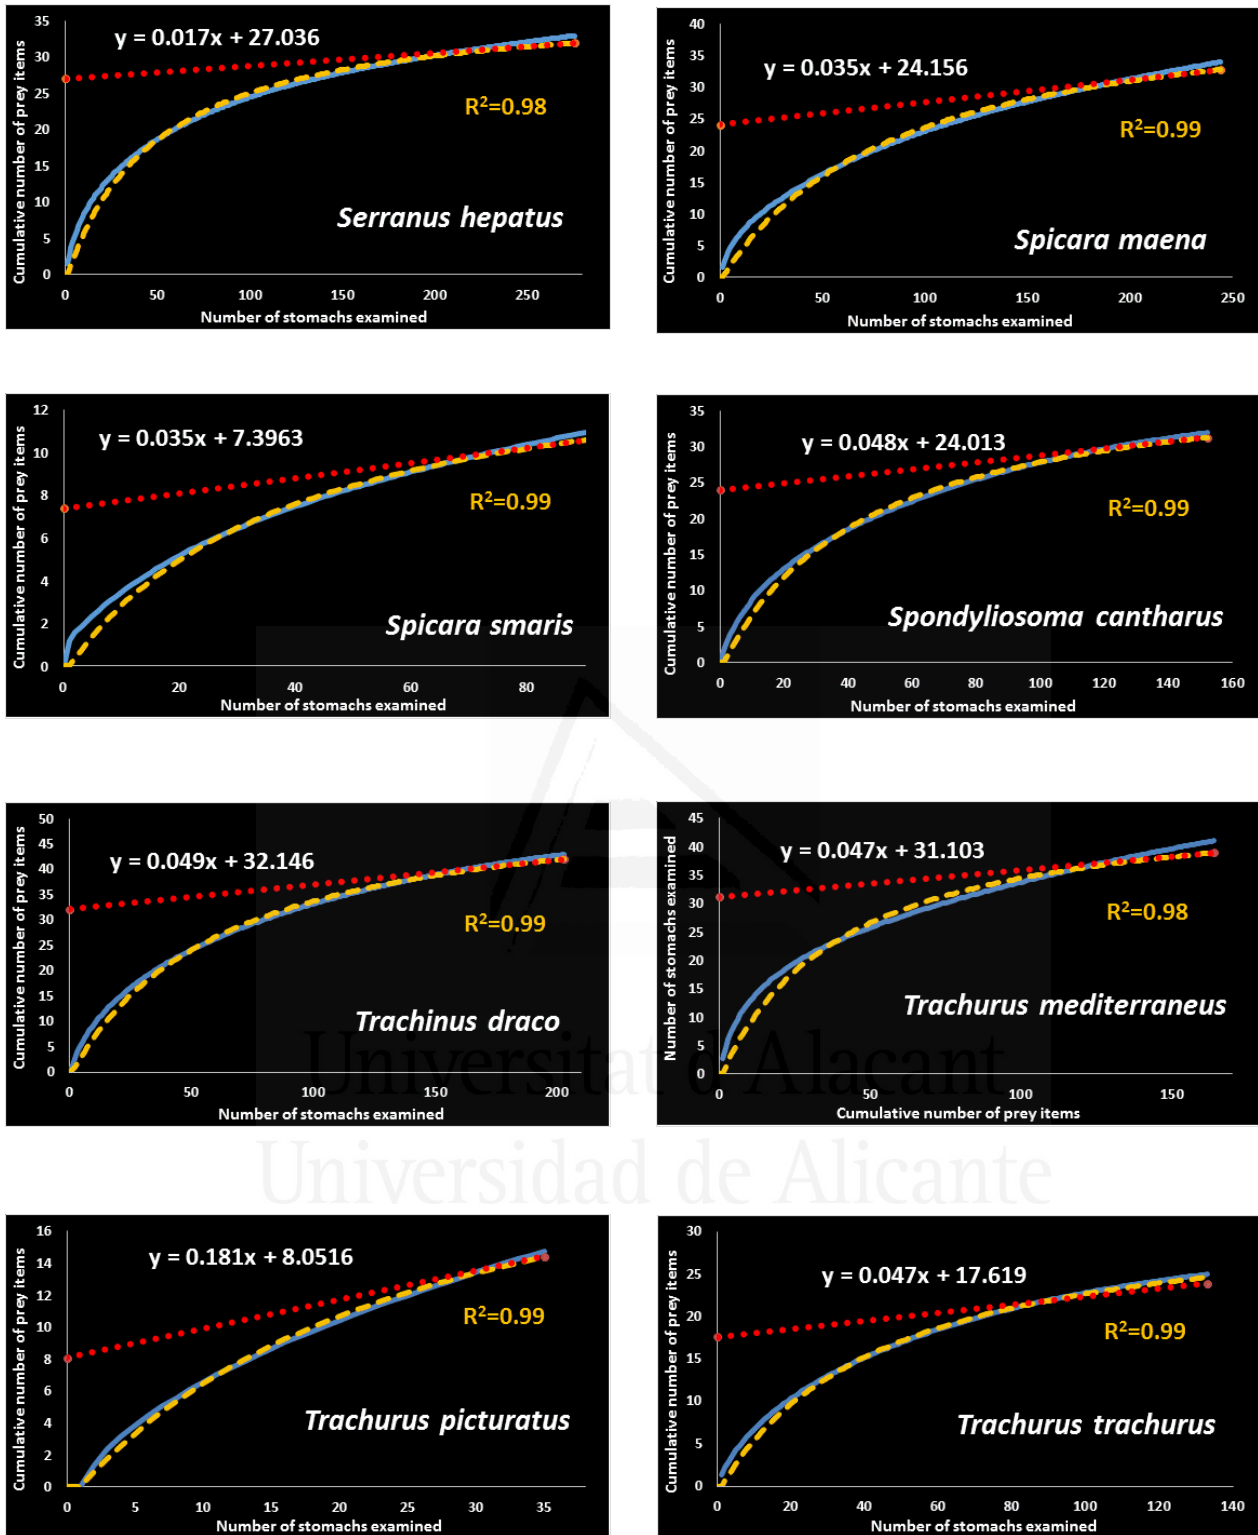 Cumulative number of prey items
35
30
25
20
15
10
5
0
y = 0.017x + 27.036
R²=0.98
Serranus hepatus
0 50 100 150 200 250
Number of stomachs examined
Cumulative number of prey items
40
35
30
25
20
15
10
5
0
y = 0.035x + 24.156
R²=0.99
Spicara maena
0 50 100 150 200 250
Number of stomachs examined
Cumulative number of prey items
12
10
8
6
4
2
0
y = 0.035x + 7.3963
R²=0.99
Spicara smaris
0 20 40 60 80
Number of stomachs examined
Cumulative number of prey items
35
30
25
20
15
10
5
0
y = 0.048x + 24.013
R²=0.99
Spondyliosoma cantharus
0 20 40 60 80 100 120 140 160
Number of stomachs examined
Cumulative number of prey items
50
45
40
35
30
25
20
15
10
5
0
y = 0.049x + 32.146
R²=0.99
Trachinus draco
0 50 100 150 200
Number of stomachs examined
Number of stomachs examined
45
40
35
30
25
20
15
10
5
0
y = 0.047x + 31.103
R²=0.98
Trachurus mediterraneus
0 50 100 150
Cumulative number of prey items
Universitat d'Alacant
Universidad de Alicante
Cumulative number of prey items
16
14
12
10
8
6
4
2
0
y = 0.181x + 8.0516
R²=0.99
Trachurus picturatus
0 5 10 15 20 25 30 35
Number of stomachs examined
Cumulative number of prey items
30
25
20
15
10
5
0
y = 0.047x + 17.619
R²=0.99
Trachurus trachurus
0 20 40 60 80 100 120 140
Number of stomachs examined